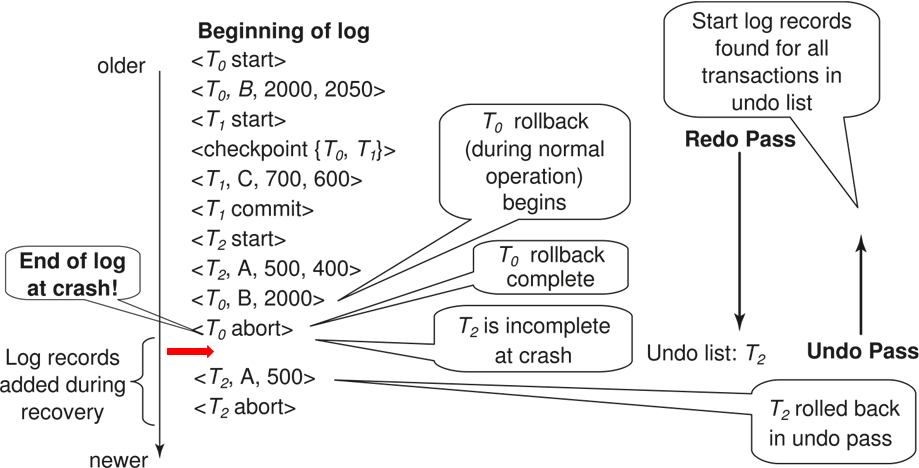 Beginning of log
older
<T0 start>
<T0, B, 2000, 2050>
<T1 start>
<checkpoint {T0, T1}>
<T1, C, 700, 600>
<T1 commit>
<T2 start>
<T2, A, 500, 400>
<T0, B, 2000>
<T0 abort>
<T2, A, 500>
<T2 abort>
newer
End of log
at crash!
Log records
added during
recovery
T0 rollback
(during normal
operation)
begins
T0 rollback
complete
T2 is incomplete
at crash
Start log records
found for all
transactions in
undo list
Redo Pass
Undo list: T2
Undo Pass
T2 rolled back
in undo pass